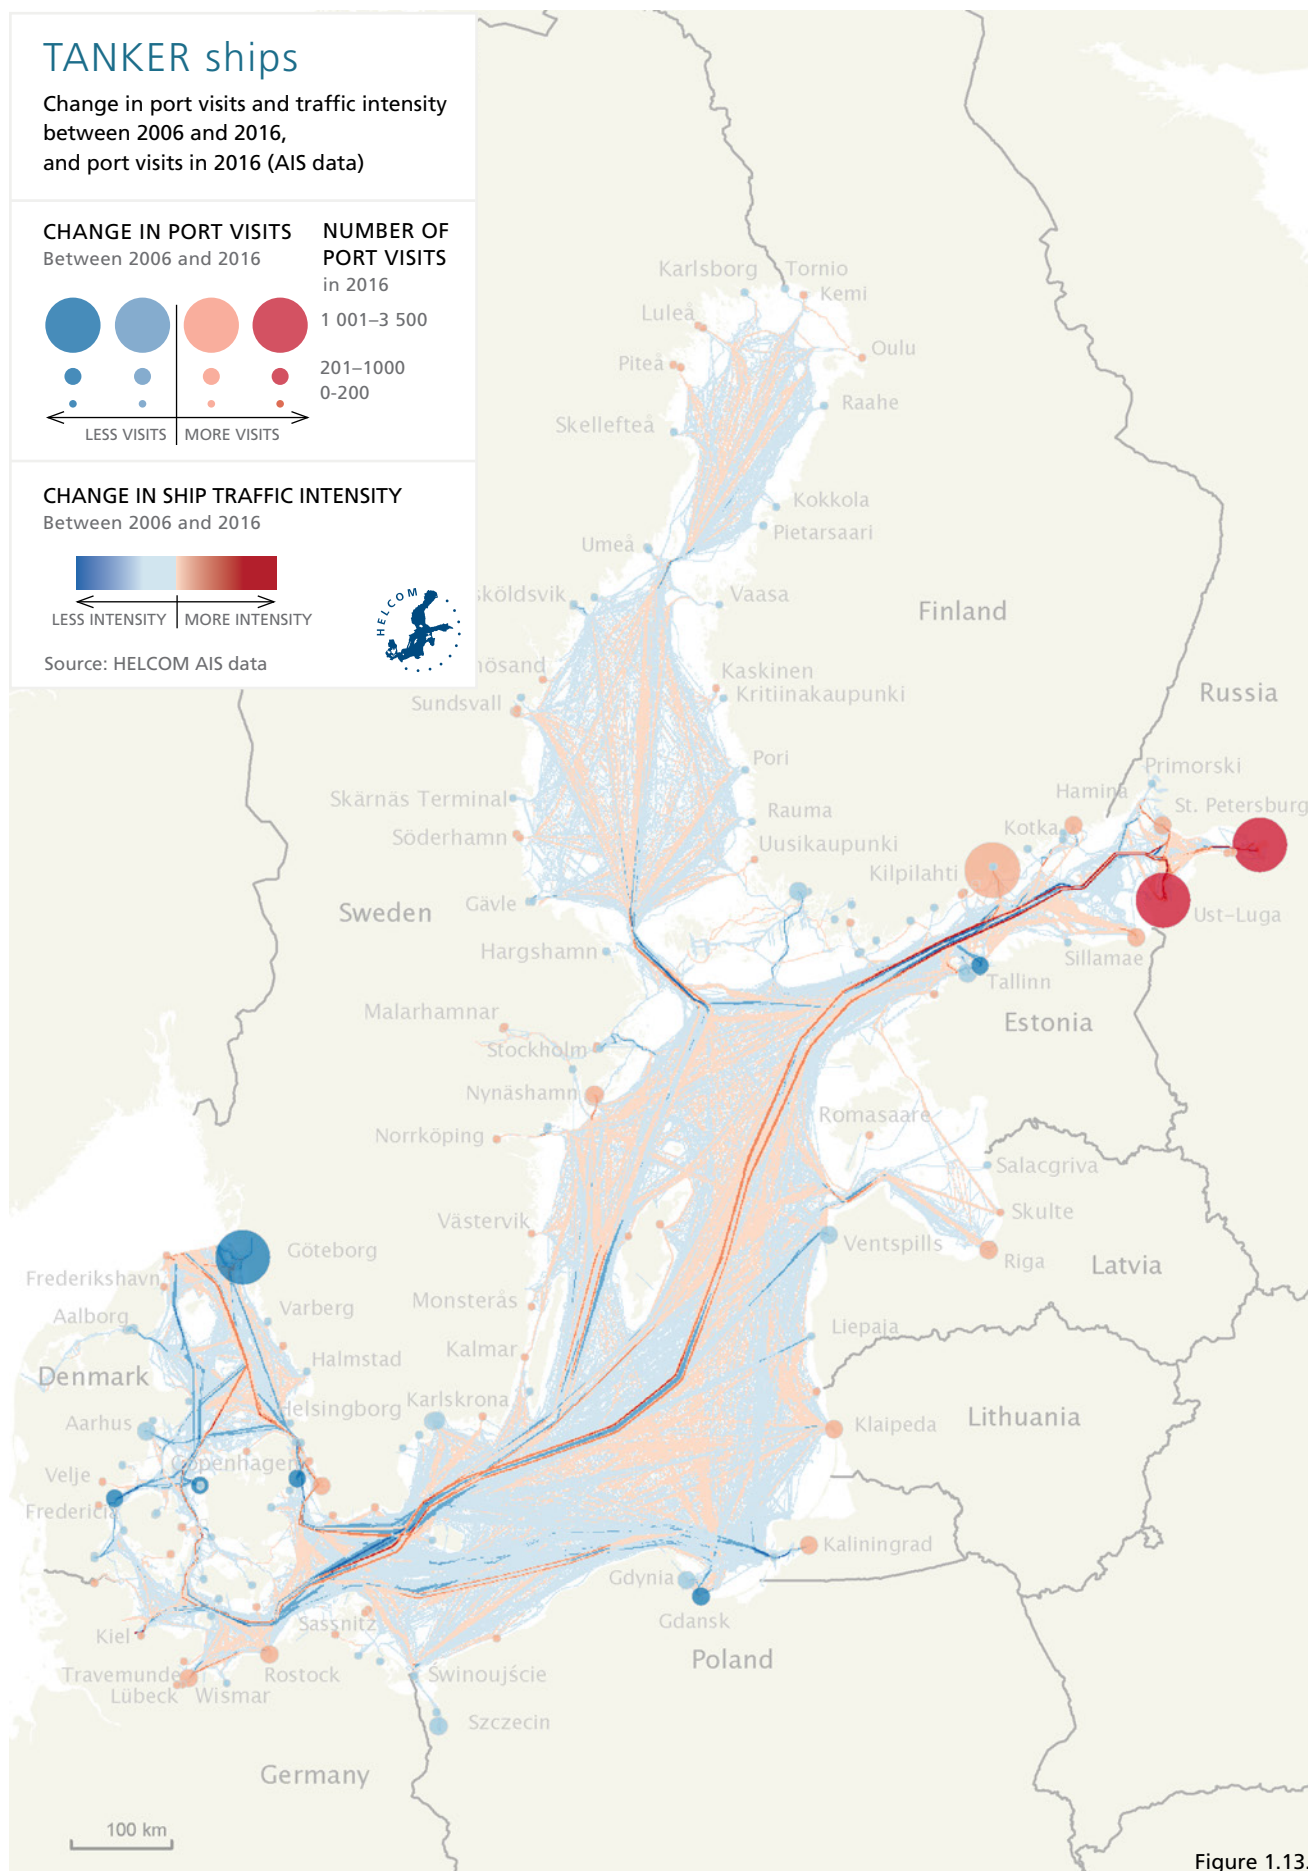 TANKER ships
Change in port visits and traffic intensity
between 2006 and 2016,
and port visits in 2016 (AIS data)
CHANGE IN PORT VISITS
Between 2006 and 2016
NUMBER OF
PORT VISITS
in 2016
1 001–3 500
201–1000
0-200
LESS VISITS
MORE VISITS
CHANGE IN SHIP TRAFFIC INTENSITY
Between 2006 and 2016
LESS INTENSITY
MORE INTENSITY
HELCOM
Source: HELCOM AIS data
Karlsborg
Tornio
Kemi
Luleå
Oulu
Piteå
Raahe
Skellefteå
Kokkola
Pietarsaari
Umeå
sköldsvik
Vaasa
Finland
nösand
Kaskinen
Kritiinakaupunki
Russia
Sundsvall
Pori
Primorski
Skärnäs Terminal
Hamina
St. Petersburg
Rauma
Kotka
Söderhamn
Uusikaupunki
Kilpilahti
Gävle
Sweden
Ust-Luga
Hargshamn
Sillamae
Tallinn
Malarhamnar
Estonia
Stockholm
Nynäshamn
Romasaare
Norrköping
Salacgriva
Skulte
Västervik
Ventspills
Göteborg
Riga
Latvia
Frederikshavn
Monsterås
Varberg
Aalborg
Liepaja
Kalmar
Halmstad
Denmark
Karlskrona
Helsingborg
Lithuania
Aarhus
Klaipeda
Copenhagen
Velje
Fredericia
Kaliningrad
Gdynia
Gdansk
Sassnitz
Kiel
Poland
Travemunde
Rostock
Swinoujście
Lübeck
Wismar
Szczecin
Germany
100 km
Figure 1.13.